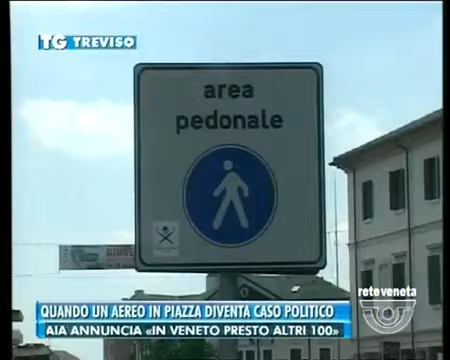 TG TREVISO
area
pedonale
QUANDO UN AEREO IN PIAZZA DIVENTA CASO POLITICO
AIA ANNUNCIA «IN VENETO PRESTO ALTRI 100»
reteveneta